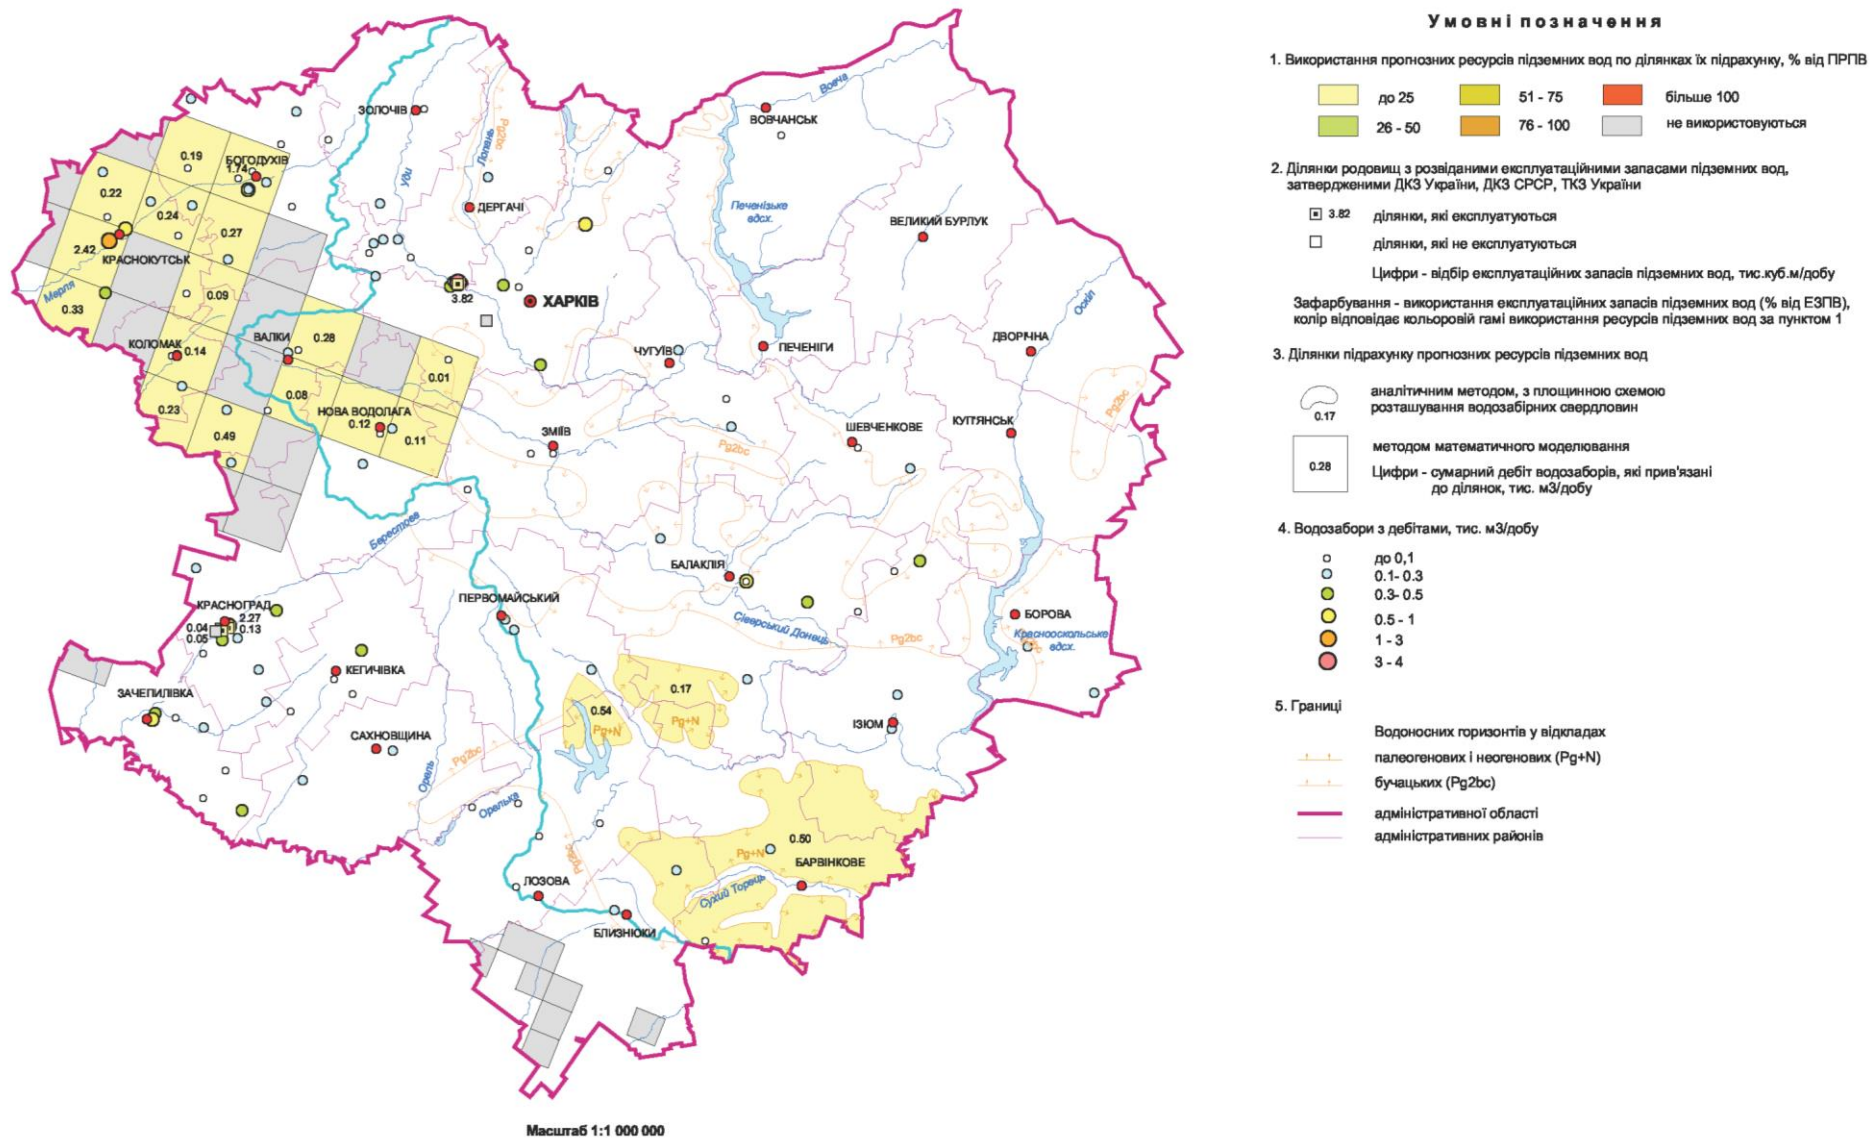 ЗОЛОЧІВ
Вовча
ВОВЧАНСЬК
Лопань
Pg2bc
Уди
0.19
БОГОДУХІВ
1.74
0.22
0.24
ДЕРГАЧІ
Печенізьке
вдсх.
ВЕЛИКИЙ БУРЛУК
0.27
2.42
КРАСНОКУТСЬК
Мерля
0.09
3.82
ХАРКІВ
Оскіл
0.33
ВАЛКИ
0.28
КОЛОМАК
0.14
ЧУГУЇВ
ПЕЧЕНІГИ
ДВОРІЧНА
0.01
0.08
Pg2bc
0.23
НОВА ВОДОЛАГА
0.12
0.11
0.49
ЗМІЇВ
Pg2bc
ШЕВЧЕНКОВЕ
КУП'ЯНСЬК
Берестова
БАЛАКЛІЯ
ПЕРВОМАЙСЬКИЙ
КРАСНОГРАД
2.27
0.04
0.13
0.05
Сіверський Донець
Pg2bc
БОРОВА
Краснооскольське
вдсх.
КЕГИЧІВКА
ЗАЧЕПИЛІВКА
0.17
0.54
Pg+N
Pg+N
ІЗЮМ
САХНОВЩИНА
Pg2bc
Орель
Орелька
0.50
Pg+N
Pg2bc
БАРВІНКОВЕ
ЛОЗОВА
Сухий Торець
БЛИЗНЮКИ
Масштаб 1:1 000 000
Умовні позначення
1. Використання прогнозних ресурсів підземних вод по ділянках їх підрахунку, % від ПРПВ
до 25
51 - 75
більше 100
26 - 50
76 - 100
не використовуються
2. Ділянки родовищ з розвіданими експлуатаційними запасами підземних вод,
затвердженими ДКЗ України, ДКЗ СРСР, ТКЗ України
3.82 ділянки, які експлуатуються
ділянки, які не експлуатуються
Цифри - відбір експлуатаційних запасів підземних вод, тис.куб.м/добу
Зафарбування - використання експлуатаційних запасів підземних вод (% від ЕЗПВ),
колір відповідає кольоровій гамі використання ресурсів підземних вод за пунктом 1
3. Ділянки підрахунку прогнозних ресурсів підземних вод
аналітичним методом, з площинною схемою
розташування водозабірних свердловин
0.17
методом математичного моделювання
0.28
Цифри - сумарний дебіт водозаборів, які прив'язані
до ділянок, тис. м3/добу
4. Водозабори з дебітами, тис. м3/добу
до 0,1
0.1- 0.3
0.3- 0.5
0.5 - 1
1 - 3
3 - 4
5. Границі
Водоносних горизонтів у відкладах
палеогенових і неогенових (Pg+N)
бучацьких (Pg2bc)
адміністративної області
адміністративних районів